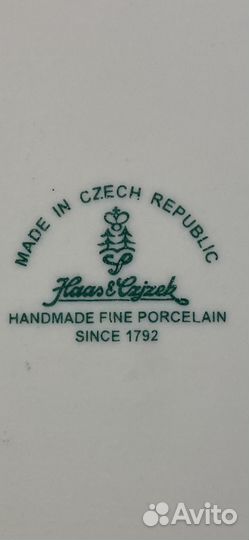 MADE IN CZECH REPUBLIC
Haas & Czjzek
HANDMADE FINE PORCELAIN
SINCE 1792
Avito